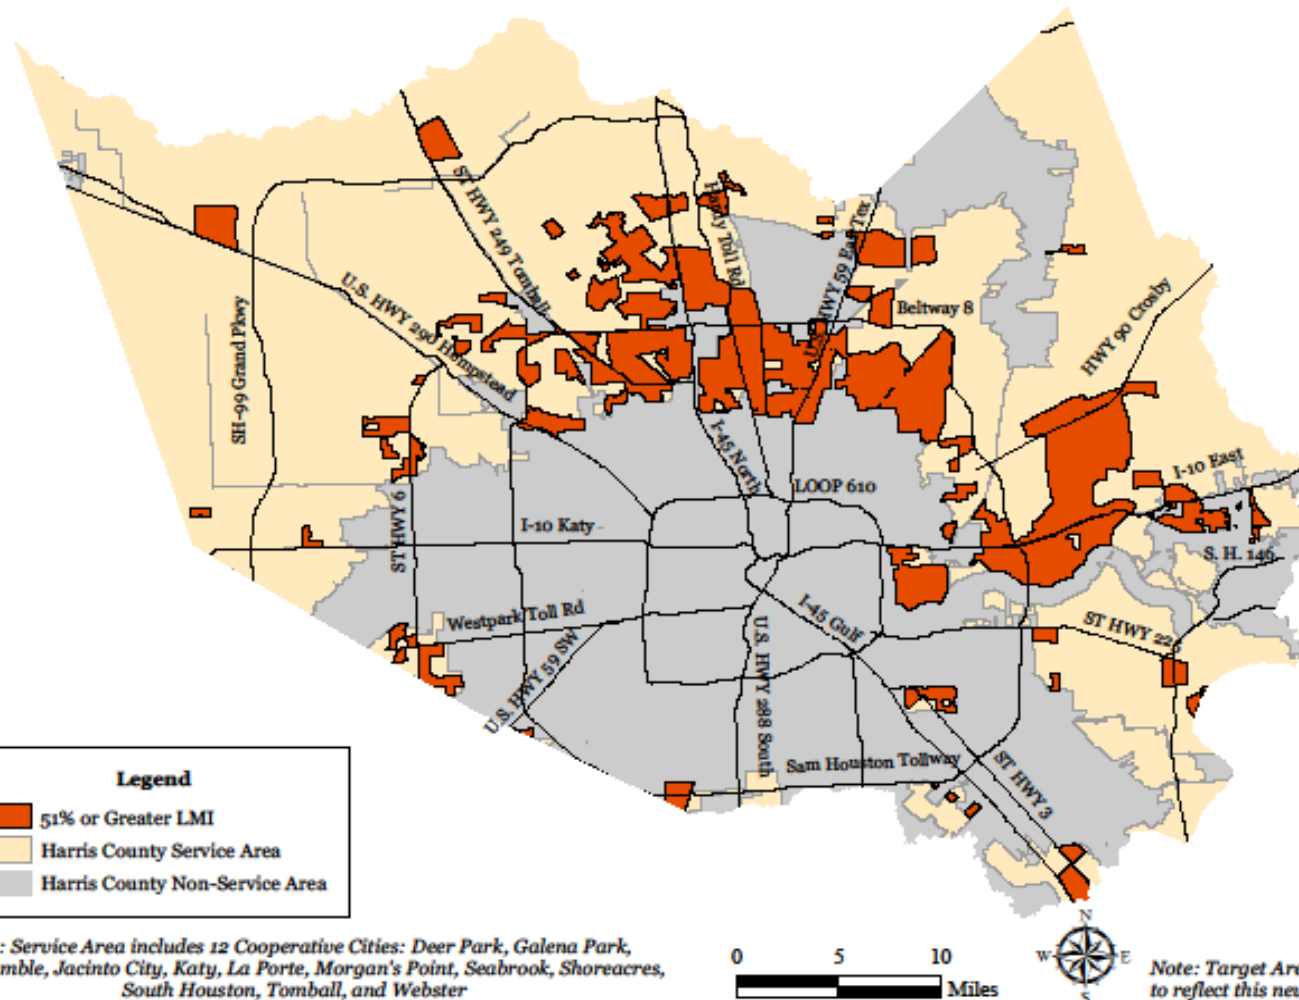 ST HWY 249 Tomball
Hardy Toll Rd
U.S. HWY 59 EasTex
U.S. HWY 290 Hempstead
SH-99 Grand Pkwy
Beltway 8
HWY 90 Crosby
I-45 North
LOOP 610
I-10 East
ST HWY 6
I-10 Katy
S. H. 146
Westpark Toll Rd
I-45 Gulf
ST HWY 225
U.S. HWY 59 SW
U.S. HWY 288 South
Sam Houston Tollway
ST HWY 3
Legend
51% or Greater LMI
Harris County Service Area
Harris County Non-Service Area
: Service Area includes 12 Cooperative Cities: Deer Park, Galena Park,
mble, Jacinto City, Katy, La Porte, Morgan's Point, Seabrook, Shoreacres,
South Houston, Tomball, and Webster
0 5 10
Miles
N
W E
S
Note: Target Are
to reflect this new